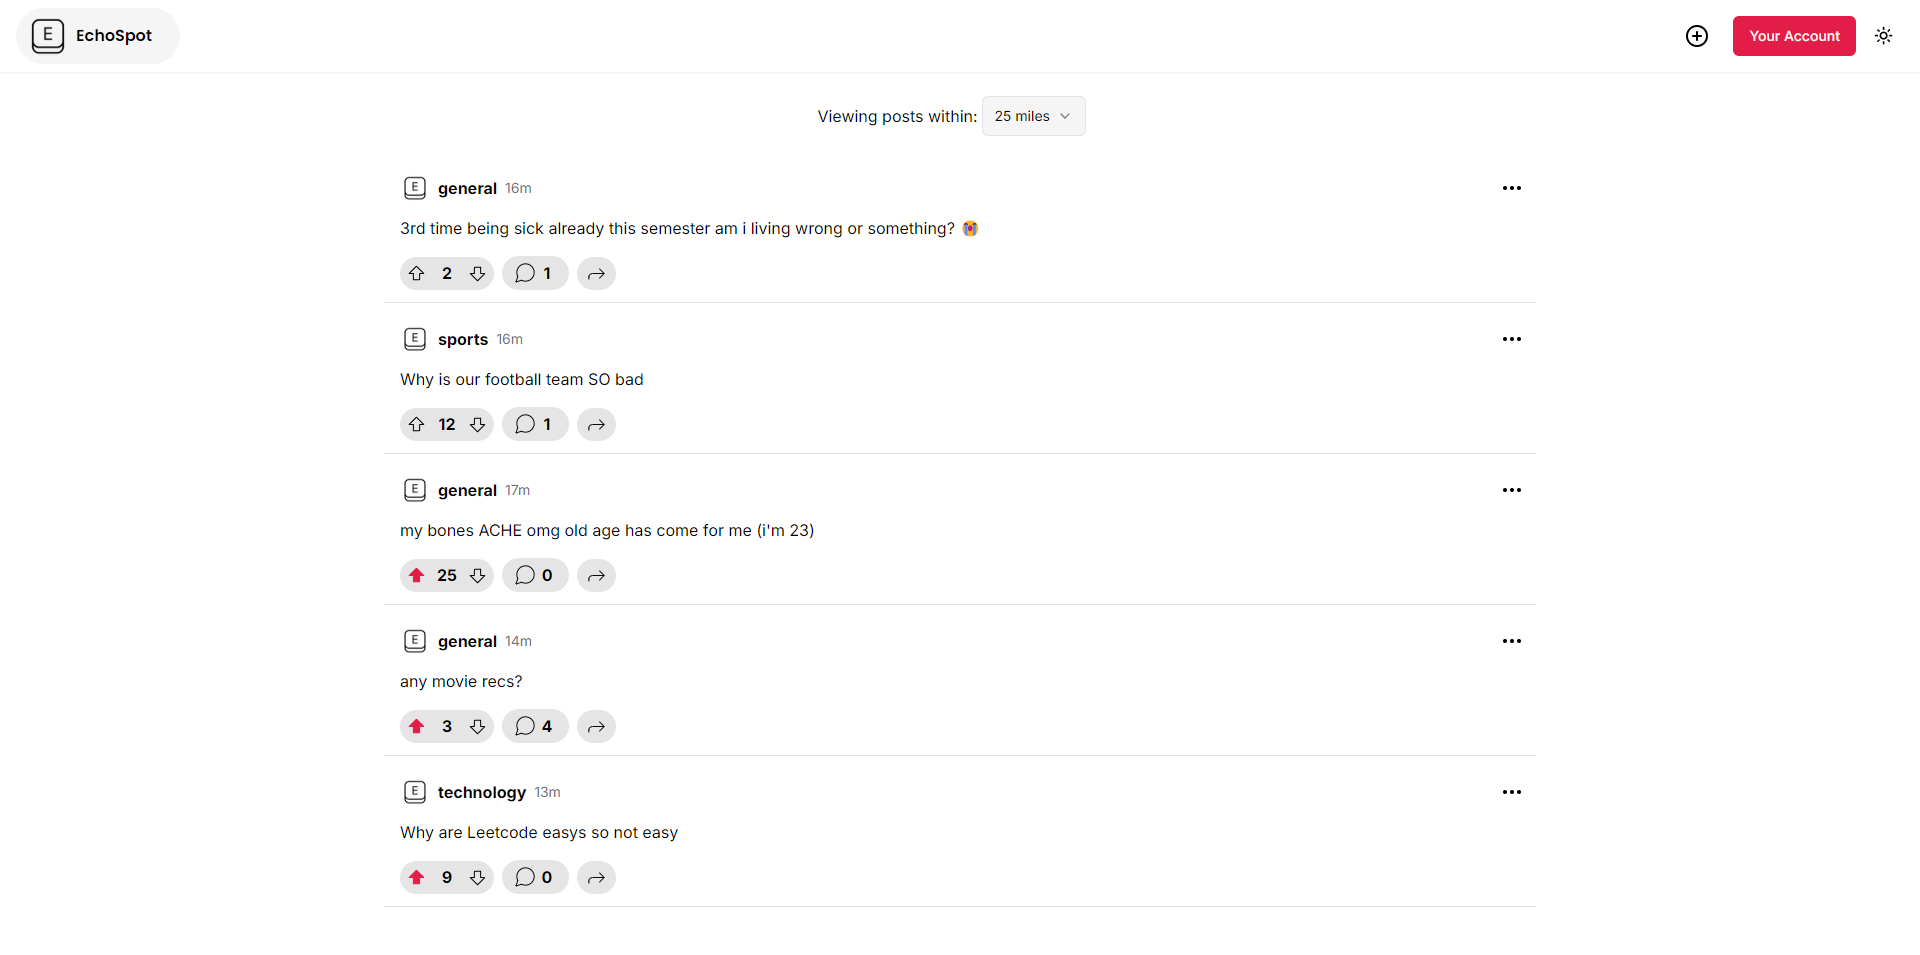 E EchoSpot
Your Account
Viewing posts within: 25 miles
E general 16m
3rd time being sick already this semester am i living wrong or something? 😭
2 1
E sports 16m
Why is our football team SO bad
12 1
E general 17m
my bones ACHE omg old age has come for me (i'm 23)
25 0
E general 14m
any movie recs?
3 4
E technology 13m
Why are Leetcode easys so not easy
9 0